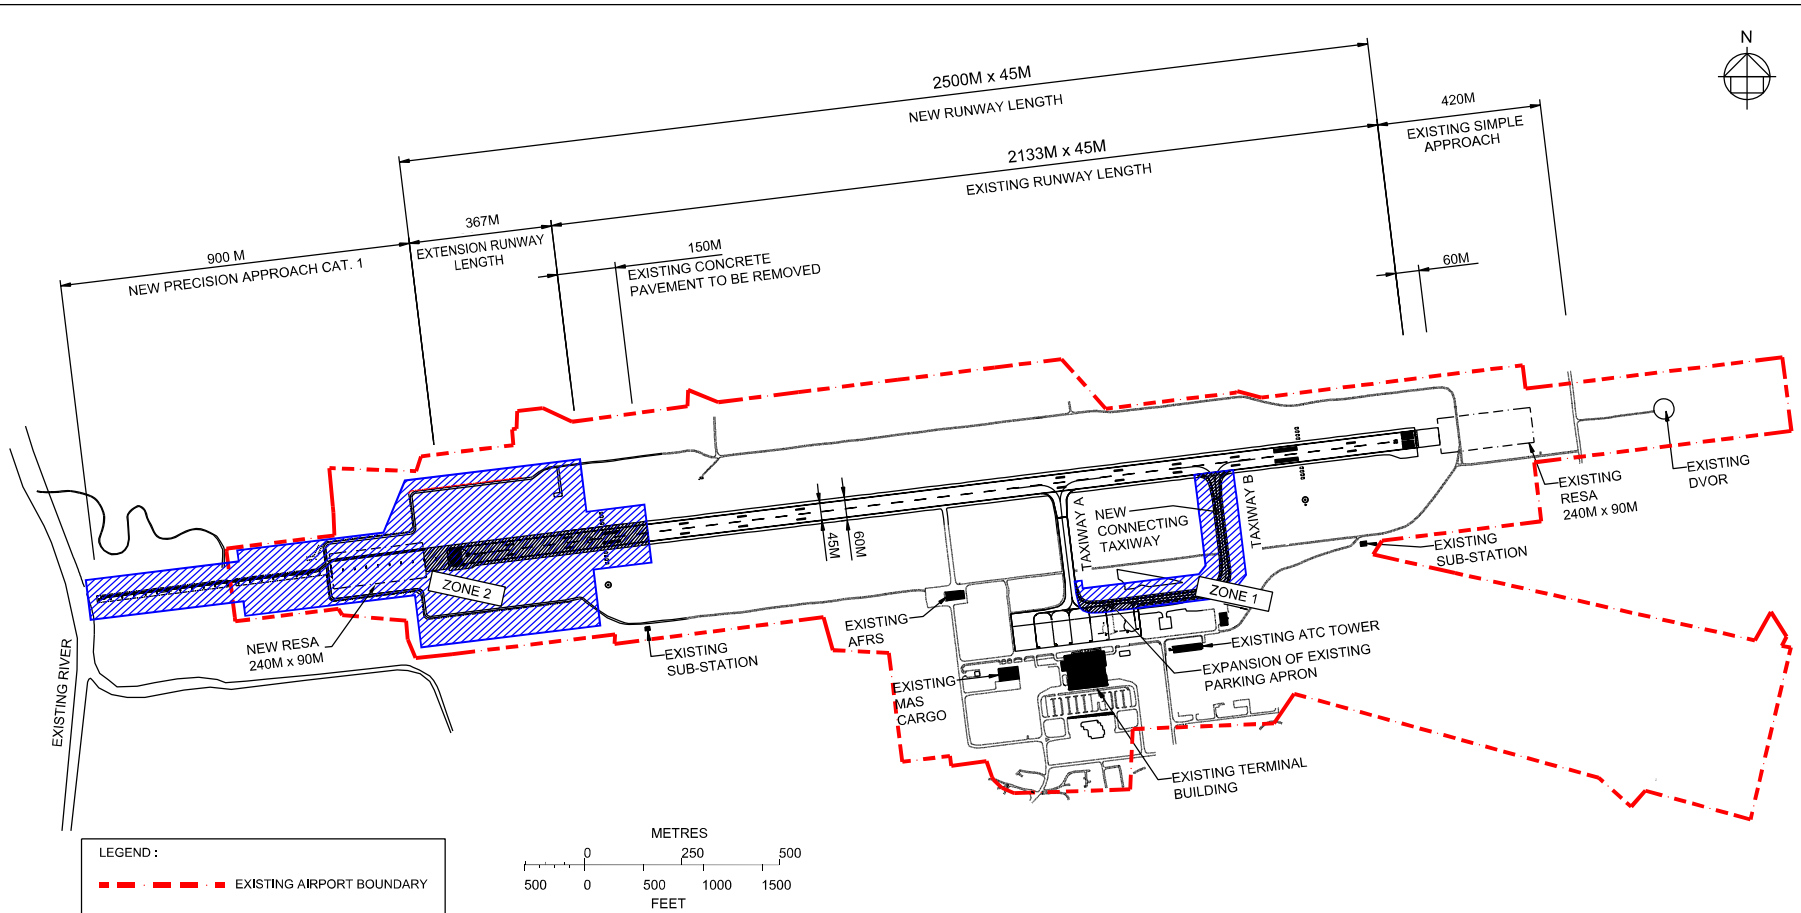 N
2500M x 45M
NEW RUNWAY LENGTH
420M
EXISTING SIMPLE
APPROACH
2133M x 45M
EXISTING RUNWAY LENGTH
367M
EXTENSION RUNWAY
LENGTH
900 M
NEW PRECISION APPROACH CAT. 1
150M
EXISTING CONCRETE
PAVEMENT TO BE REMOVED
60M
EXISTING
DVOR
EXISTING
RESA
240M x 90M
TAXIWAY A
NEW
CONNECTING
TAXIWAY
TAXIWAY B
45M
60M
EXISTING
SUB-STATION
ZONE 2
ZONE 1
NEW RESA
240M x 90M
EXISTING
AFRS
EXISTING
SUB-STATION
EXISTING ATC TOWER
EXPANSION OF EXISTING
PARKING APRON
EXISTING
MAS
CARGO
EXISTING RIVER
EXISTING TERMINAL
BUILDING
LEGEND :
EXISTING AIRPORT BOUNDARY
METRES
0 250 500
500 0 500 1000 1500
FEET